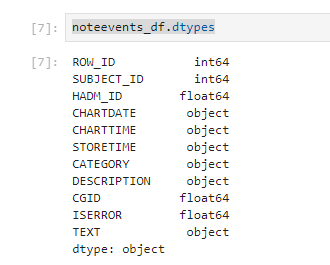 [7]: noteevents_df.dtypes
[7]: ROW_ID int64
SUBJECT_ID int64
HADM_ID float64
CHARTDATE object
CHARTTIME object
STORETIME object
CATEGORY object
DESCRIPTION object
CGID float64
ISERROR float64
TEXT object
dtype: object